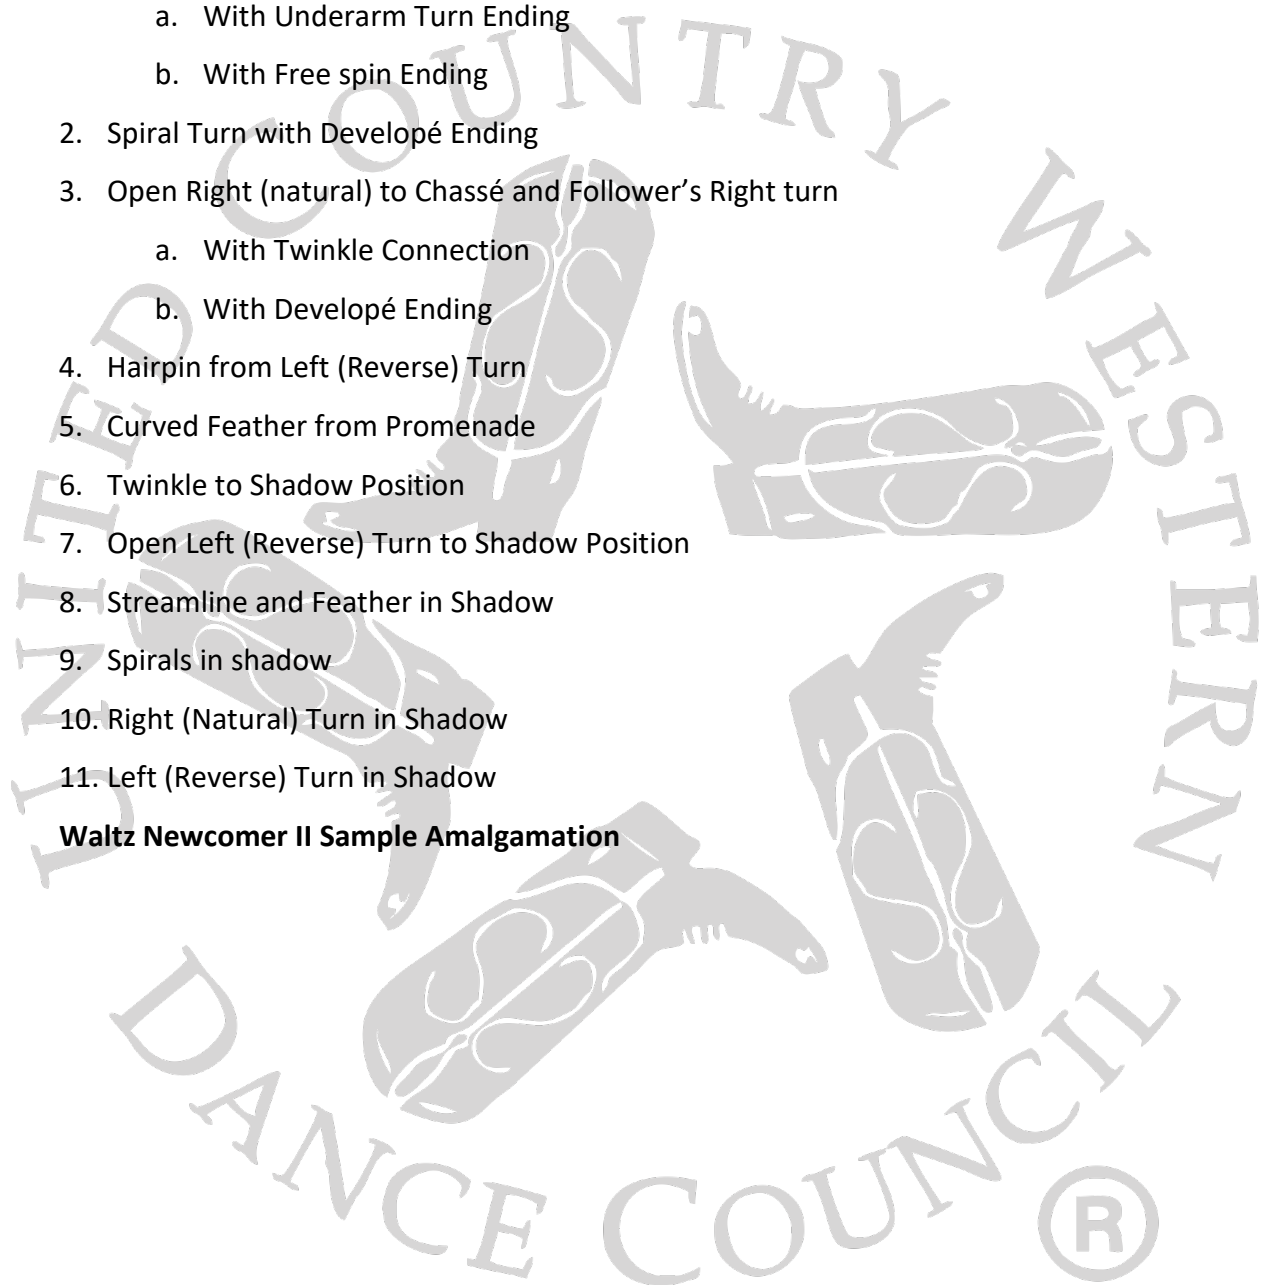 a. With Underarm Turn Ending
b. With Free spin Ending
2. Spiral Turn with Developé Ending
3. Open Right (natural) to Chassé and Follower’s Right turn
a. With Twinkle Connection
b. With Developé Ending
4. Hairpin from Left (Reverse) Turn
5. Curved Feather from Promenade
6. Twinkle to Shadow Position
7. Open Left (Reverse) Turn to Shadow Position
8. Streamline and Feather in Shadow
9. Spirals in shadow
10. Right (Natural) Turn in Shadow
11. Left (Reverse) Turn in Shadow
Waltz Newcomer II Sample Amalgamation
UNITED COUNTRY WESTERN
DANCE COUNCIL ®